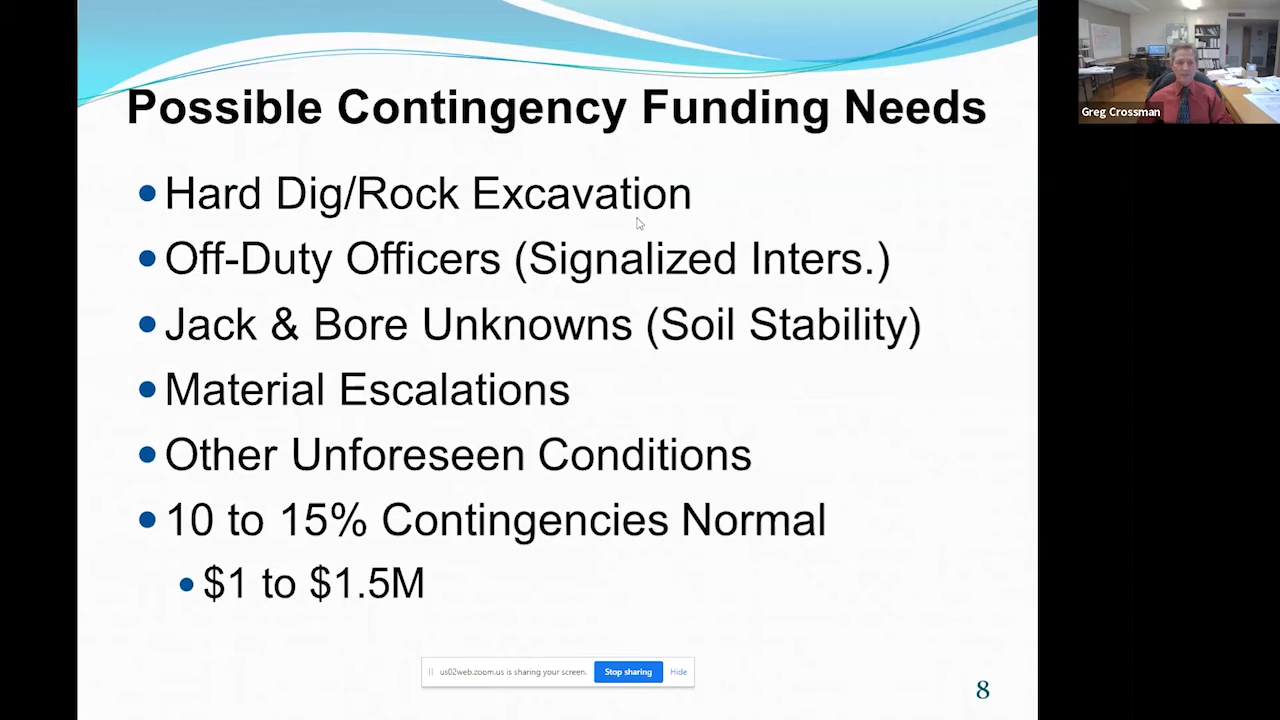 Possible Contingency Funding Needs
Greg Crossman
• Hard Dig/Rock Excavation
• Off-Duty Officers (Signalized Inters.)
• Jack & Bore Unknowns (Soil Stability)
• Material Escalations
• Other Unforeseen Conditions
• 10 to 15% Contingencies Normal
• $1 to $1.5M
us02web.zoom.us is sharing your screen. Stop sharing Hide
8